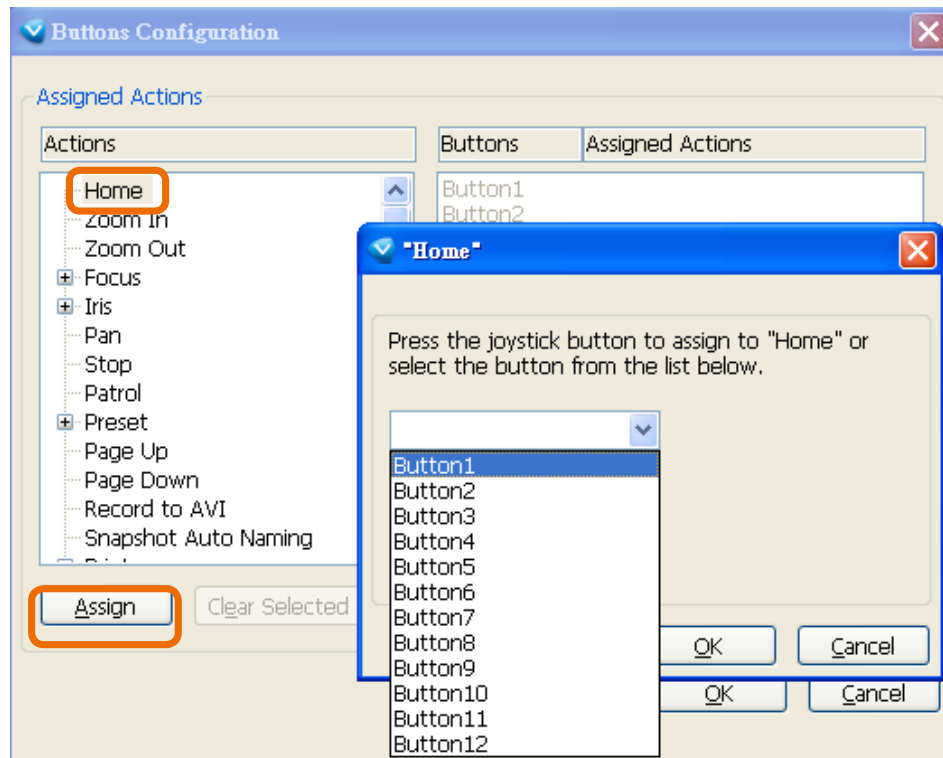 Buttons Configuration
Assigned Actions
Actions
Buttons
Assigned Actions
Home
Zoom In
Zoom Out
Focus
Iris
Pan
Stop
Patrol
Preset
Page Up
Page Down
Record to AVI
Snapshot Auto Naming
Button1
Button2
"Home"
Press the joystick button to assign to "Home" or
select the button from the list below.
Button1
Button2
Button3
Button4
Button5
Button6
Button7
Button8
Button9
Button10
Button11
Button12
OK
Cancel
Assign
Clear Selected
OK
Cancel